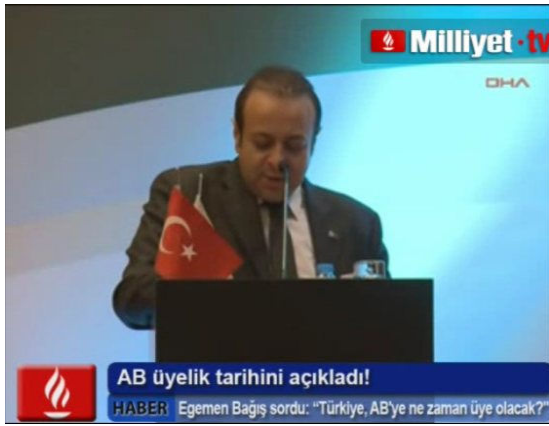 Milliyet.tv
DHA
AB üyelik tarihini açıkladı!
HABER Egemen Bağış sordu: “Türkiye, AB'ye ne zaman üye olacak?"